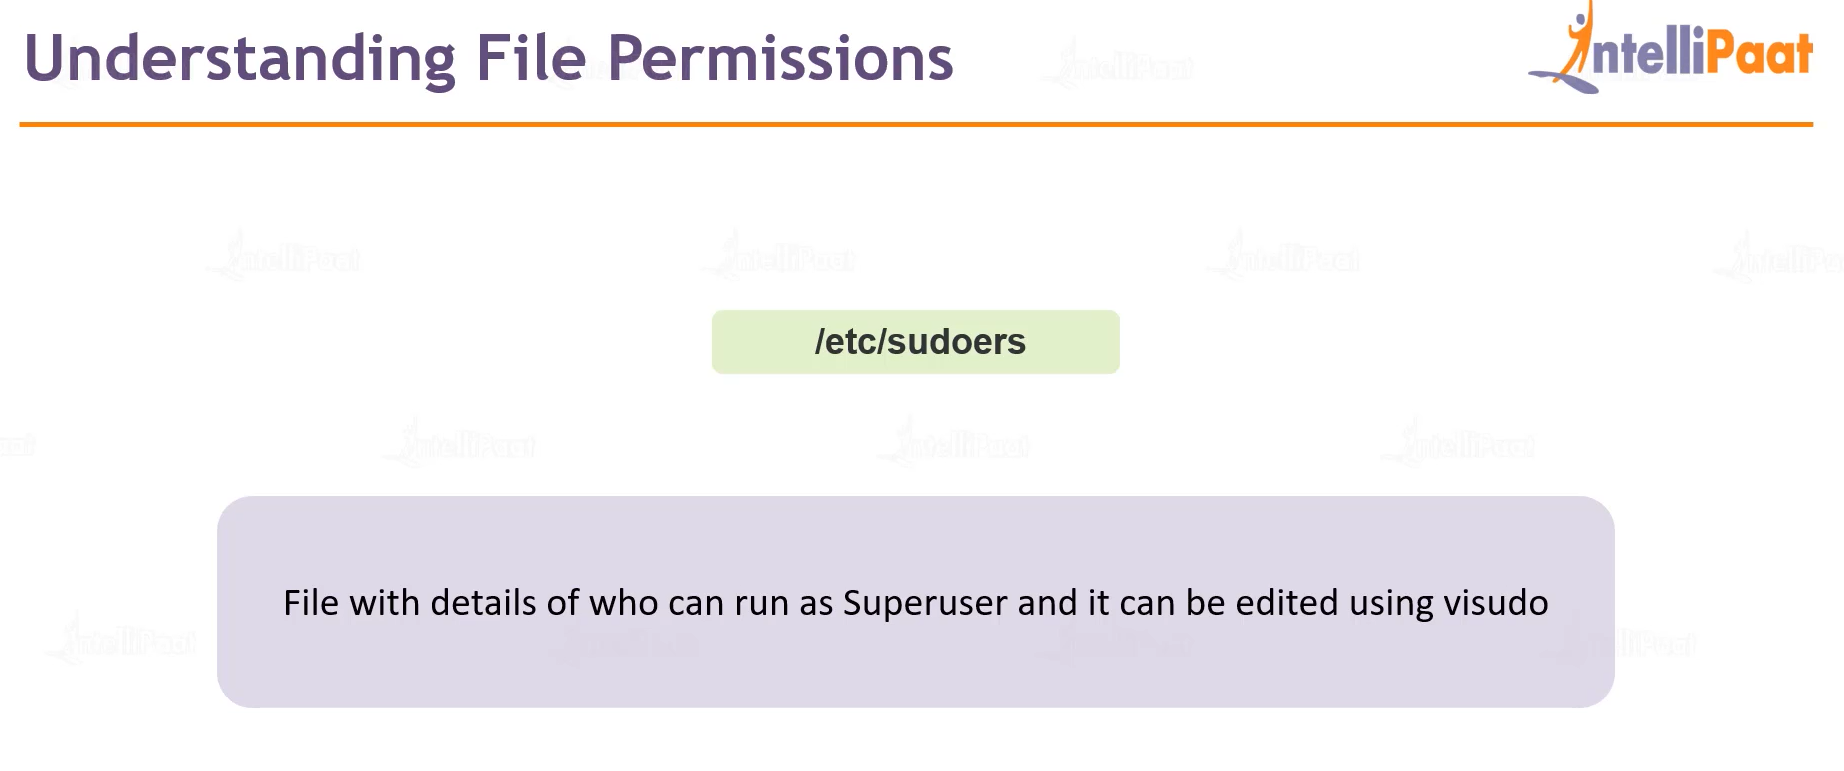 Understanding File Permissions
IntelliPaat
/etc/sudoers
File with details of who can run as Superuser and it can be edited using visudo